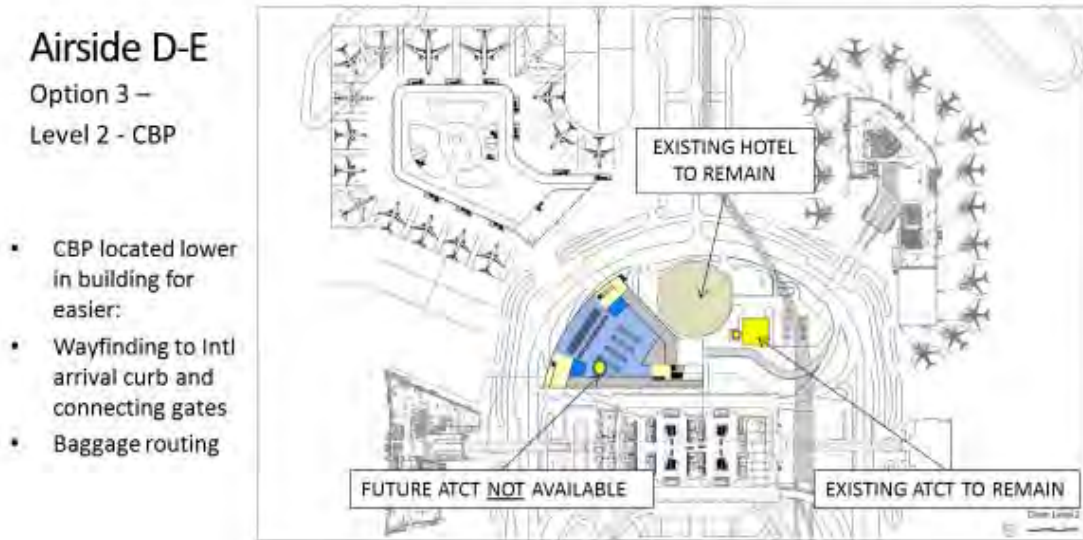 Airside D-E
Option 3 –
Level 2 - CBP
• CBP located lower
in building for
easier:
• Wayfinding to Intl
arrival curb and
connecting gates
• Baggage routing
EXISTING HOTEL
TO REMAIN
FUTURE ATCT NOT AVAILABLE
EXISTING ATCT TO REMAIN